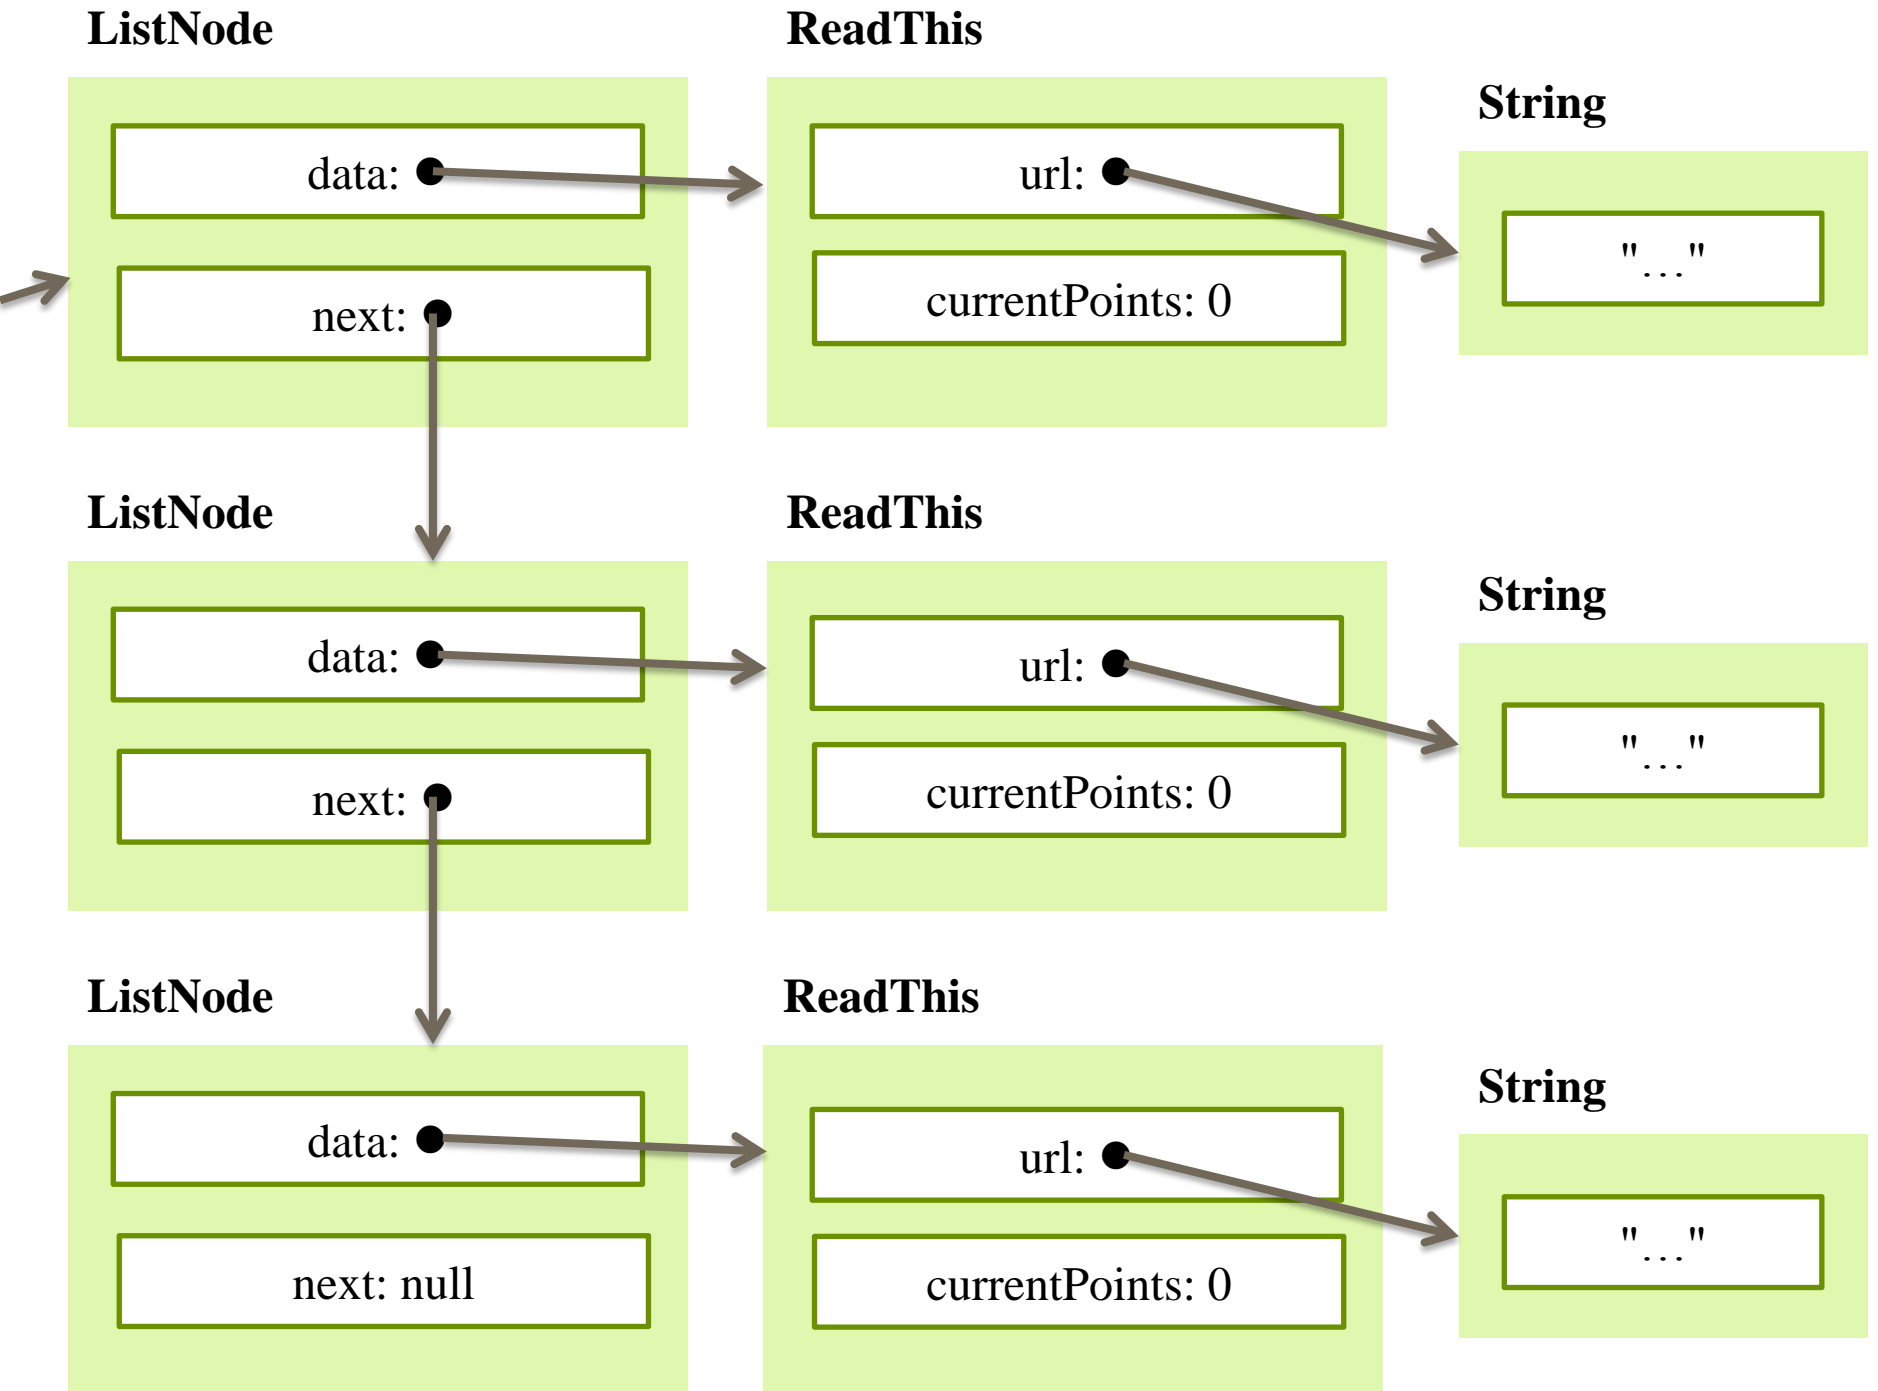 ListNode
ReadThis
String
data:
url:
"…"
next:
currentPoints: 0
ListNode
ReadThis
String
data:
url:
"…"
next:
currentPoints: 0
ListNode
ReadThis
String
data:
url:
"…"
next: null
currentPoints: 0